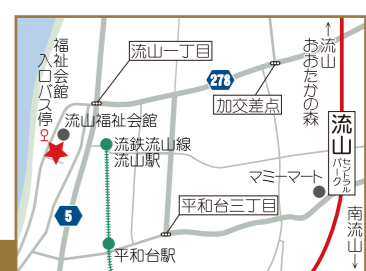 福祉会館
入口バス停
流山一丁目
278
加交差点
↑流山
おおたかの森
流山福祉会館
流鉄流山線
流山駅
流山
セントラル
パーク
マミーマート
5
平和台三丁目
平和台駅
南流山↓